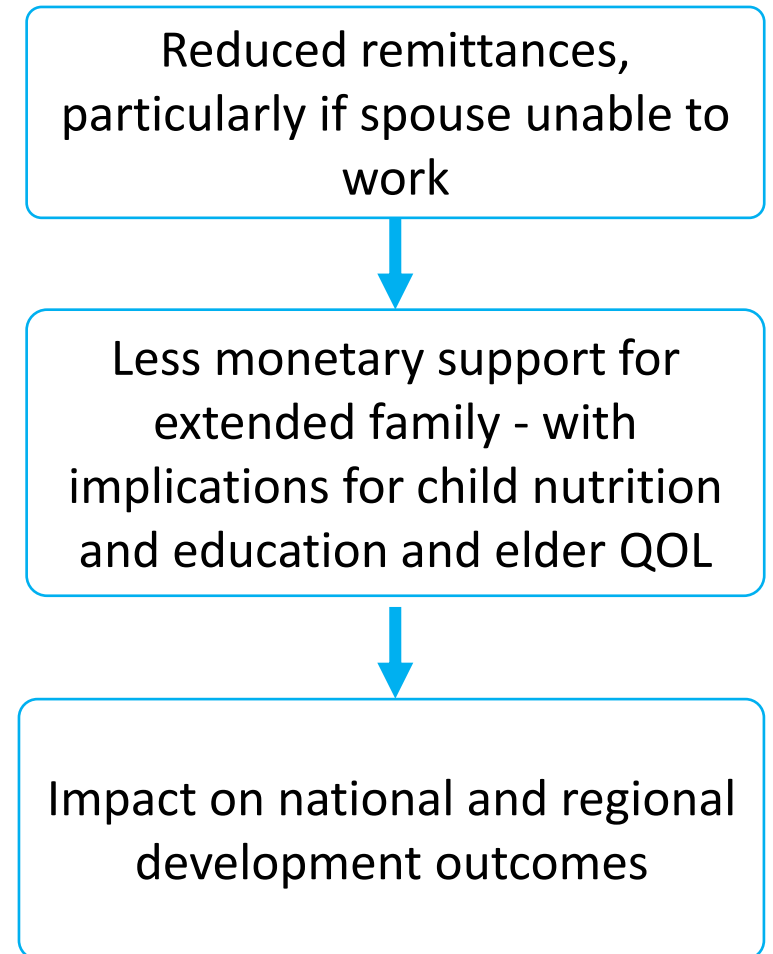 Reduced remittances,
particularly if spouse unable to
work
Less monetary support for
extended family - with
implications for child nutrition
and education and elder QOL
Impact on national and regional
development outcomes